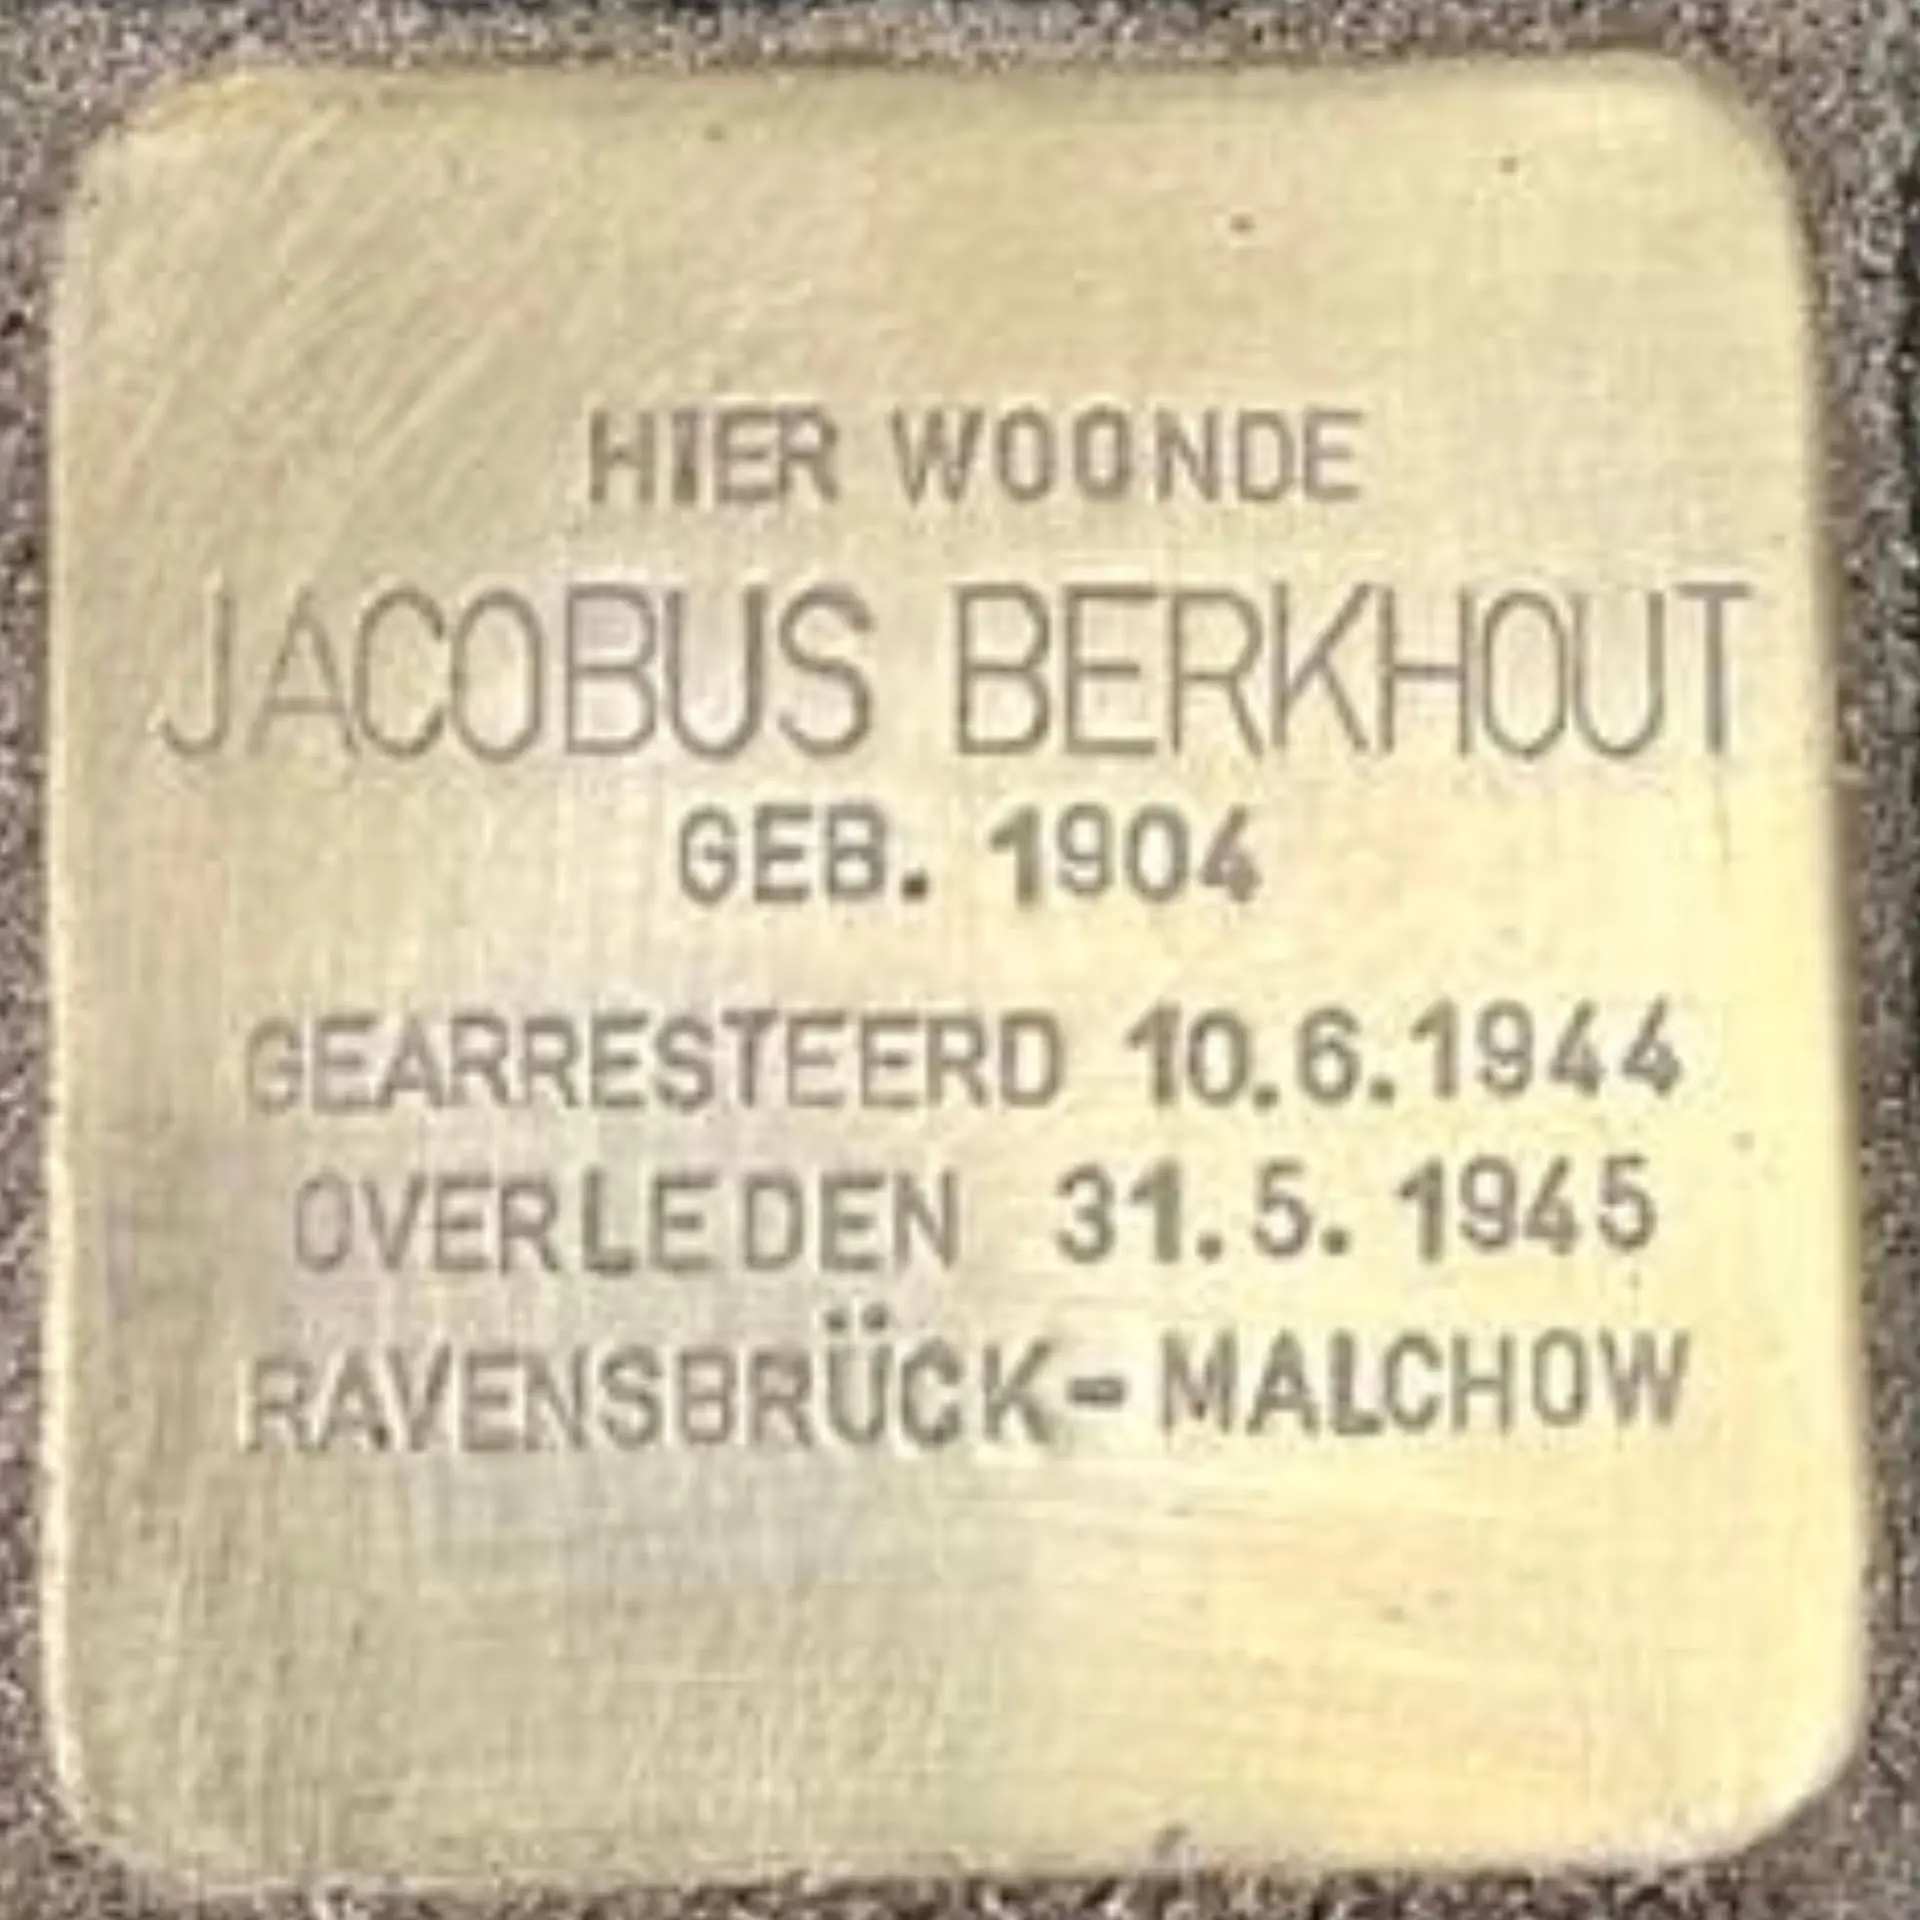 HIER WOONDE
JACOBUS BERKHOUT
GEB. 1904
GEARRESTEERD 10.6.1944
OVERLEDEN 31.5.1945
RAVENSBRÜCK-MALCHOW